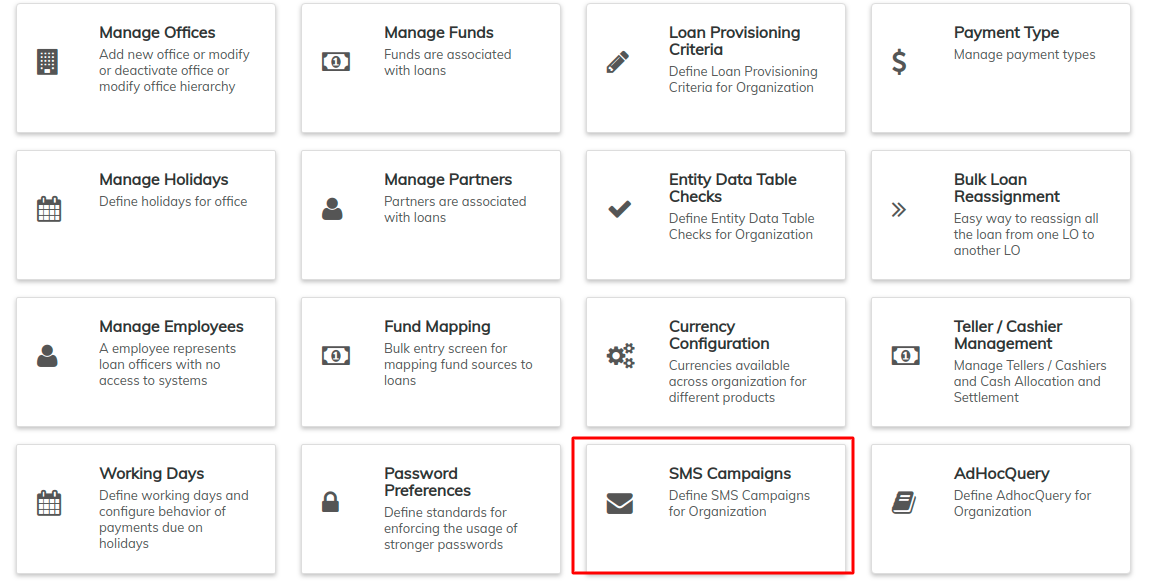 Manage Offices
Add new office or modify
or deactivate office or
modify office hierarchy
Manage Funds
Funds are associated
with loans
Loan Provisioning
Criteria
Define Loan Provisioning
Criteria for Organization
Payment Type
Manage payment types
Manage Holidays
Define holidays for office
Manage Partners
Partners are associated
with loans
Entity Data Table
Checks
Define Entity Data Table
Checks for Organization
Bulk Loan
Reassignment
Easy way to reassign all
the loan from one LO to
another LO
Manage Employees
A employee represents
loan officers with no
access to systems
Fund Mapping
Bulk entry screen for
mapping fund sources to
loans
Currency
Configuration
Currencies available
across organization for
different products
Teller / Cashier
Management
Manage Tellers / Cashiers
and Cash Allocation and
Settlement
Working Days
Define working days and
configure behavior of
payments due on
holidays
Password
Preferences
Define standards for
enforcing the usage of
stronger passwords
SMS Campaigns
Define SMS Campaigns
for Organization
AdHocQuery
Define AdhocQuery for
Organization